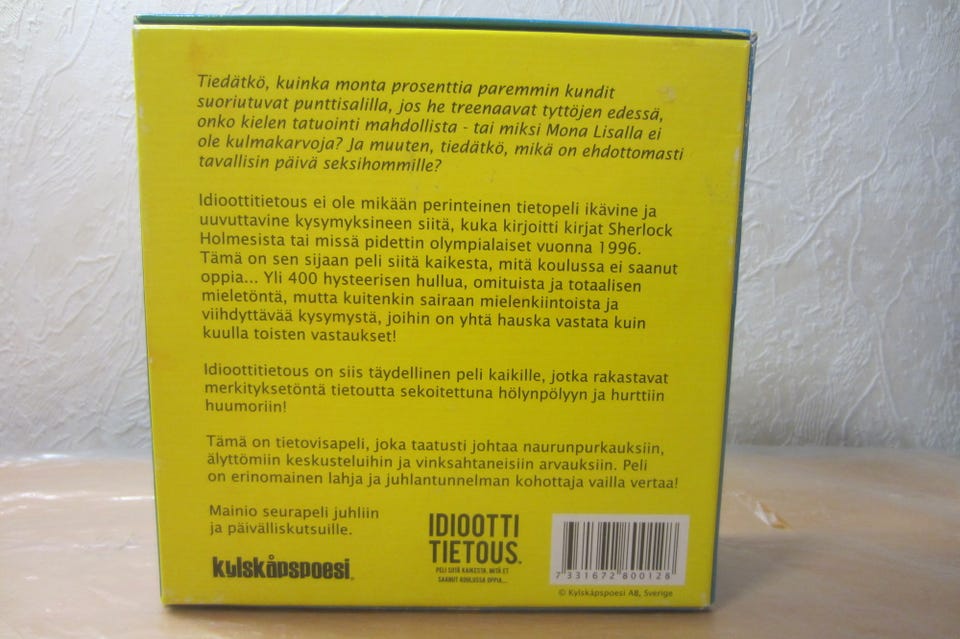 Tiedätkö, kuinka monta prosenttia paremmin kundit
suoriutuvat punttisalilla, jos he treenaavat tyttöjen edessä,
onko kielen tatuointi mahdollista - tai miksi Mona Lisalla ei
ole kulmakarvoja? Ja muuten, tiedätkö, mikä on ehdottomasti
tavallisin päivä seksihommille?
Idioottitietous ei ole mikään perinteinen tietopeli ikävine ja
uuvuttavine kysymyksineen siitä, kuka kirjoitti kirjat Sherlock
Holmesista tai missä pidettin olympialaiset vuonna 1996.
Tämä on sen sijaan peli siitä kaikesta, mitä koulussa ei saanut
oppia... Yli 400 hysteerisen hullua, omituista ja totaalisen
mieletöntä, mutta kuitenkin sairaan mielenkiintoista ja
viihdyttävää kysymystä, joihin on yhtä hauska vastata kuin
kuulla toisten vastaukset!
Idioottitietous on siis täydellinen peli kaikille, jotka rakastavat
merkityksetöntä tietoutta sekoitettuna hölynpölyyn ja hurttiin
huumoriin!
Tämä on tietovisapeli, joka taatusti johtaa naurunpurkauksiin,
älyttömiin keskusteluihin ja vinksahtaneisiin arvauksiin. Peli
on erinomainen lahja ja juhlantunnelman kohottaja vailla vertaa!
Mainio seurapeli juhliin
ja päivälliskutsuille.
kylskåpspoesi
IDIOOTTI
TIETOUS
PELI SIITÄ KAIKESTA, MITÄ ET
SAANUT KOULUSSA OPPIA...
7 331672 800128
© Kylskåpspoesi AB, Sverige